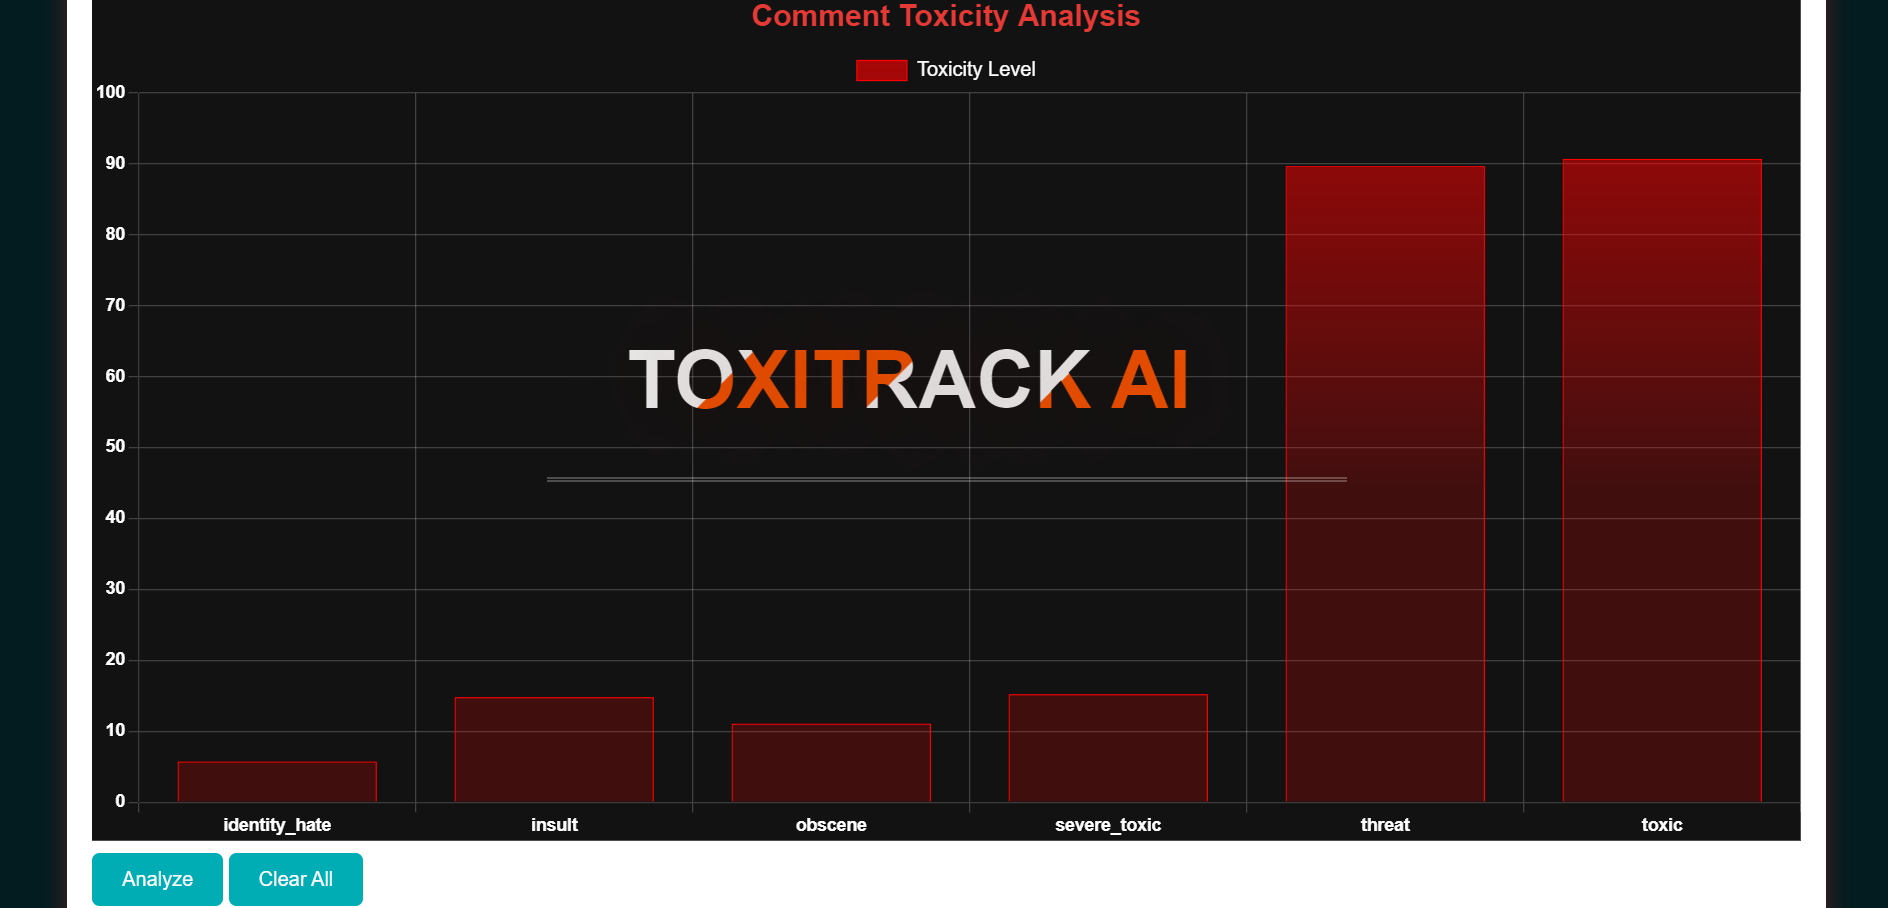 Comment Toxicity Analysis
Toxicity Level
100
90
80
70
60
50
40
30
20
10
0
TOXITRACK AI
identity_hate insult obscene severe_toxic threat toxic
Analyze Clear All